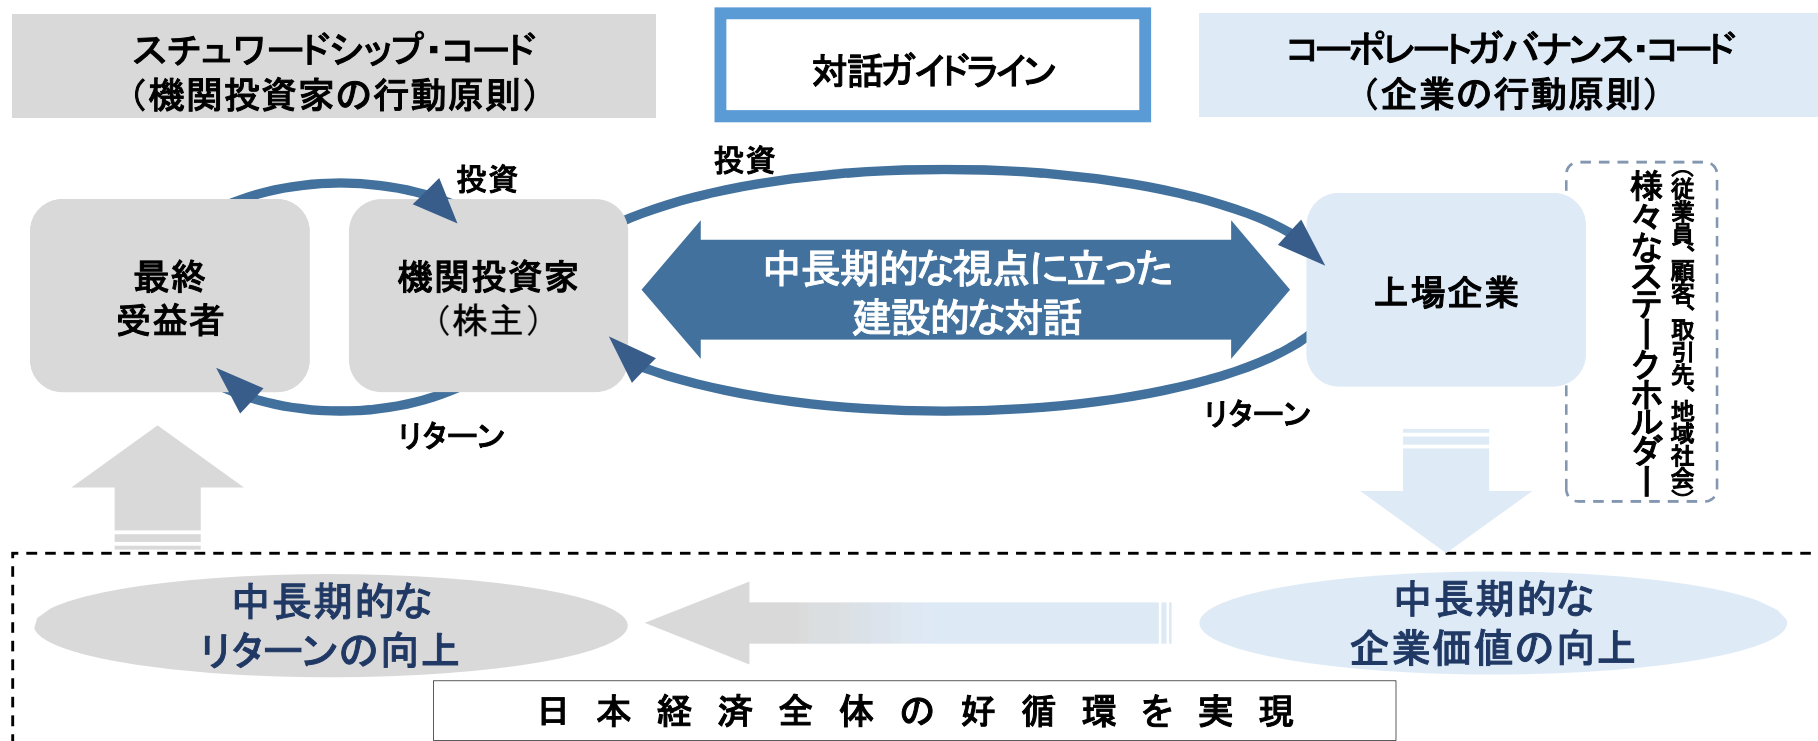 スチュワードシップ・コード
（機関投資家の行動原則）
対話ガイドライン
コーポレートガバナンス・コード
（企業の行動原則）
投資
投資
最終
受益者
機関投資家
（株主）
中長期的な視点に立った
建設的な対話
上場企業
様々なステークホルダー
（従業員、顧客、取引先、地域社会）
リターン
リターン
中長期的な
リターンの向上
中長期的な
企業価値の向上
日本経済全体の好循環を実現